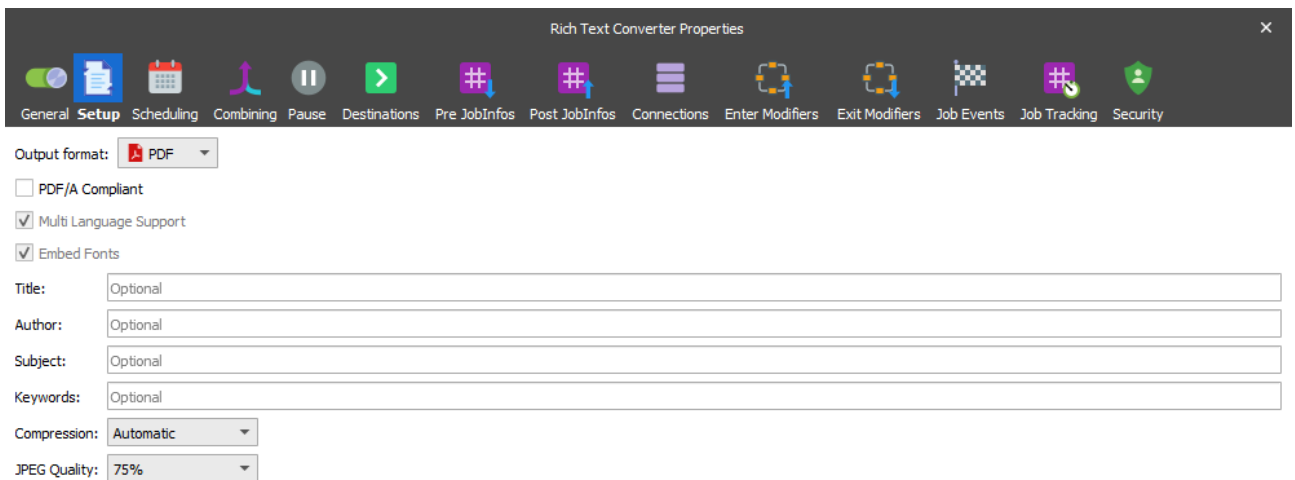 Rich Text Converter Properties
General Setup Scheduling Combining Pause Destinations Pre JobInfos Post JobInfos Connections Enter Modifiers Exit Modifiers Job Events Job Tracking Security
Output format: PDF
PDF/A Compliant
Multi Language Support
Embed Fonts
Title: Optional
Author: Optional
Subject: Optional
Keywords: Optional
Compression: Automatic
JPEG Quality: 75%